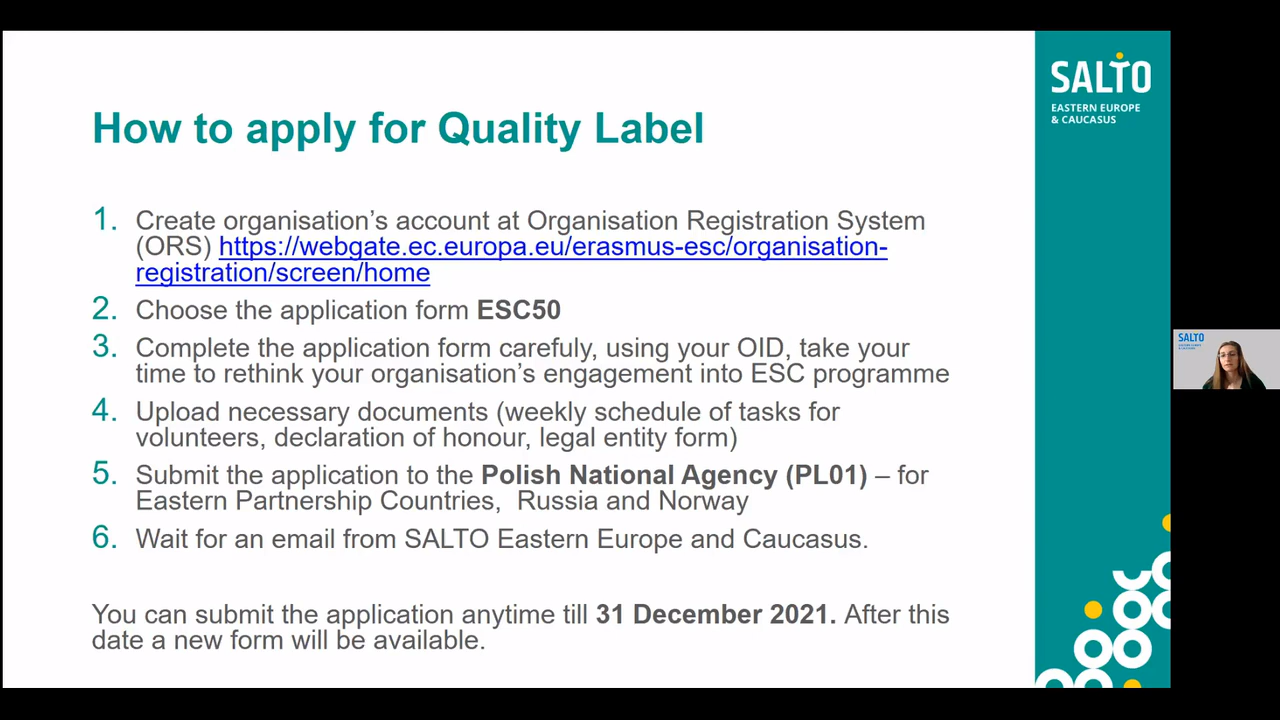 How to apply for Quality Label
1. Create organisation's account at Organisation Registration System
(ORS) https://webgate.ec.europa.eu/erasmus-esc/organisation-
registration/screen/home
2. Choose the application form ESC50
3. Complete the application form carefuly, using your OID, take your
time to rethink your organisation's engagement into ESC programme
4. Upload necessary documents (weekly schedule of tasks for
volunteers, declaration of honour, legal entity form)
5. Submit the application to the Polish National Agency (PL01) – for
Eastern Partnership Countries,  Russia and Norway
6. Wait for an email from SALTO Eastern Europe and Caucasus.
You can submit the application anytime till 31 December 2021. After this
date a new form will be available.
SALTO
EASTERN EUROPE
& CAUCASUS
SALTO